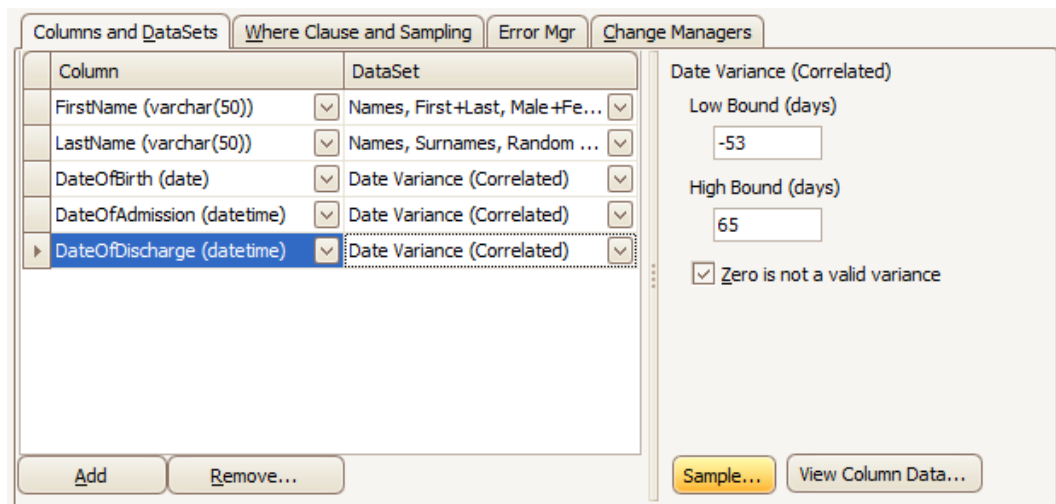 Columns and DataSets Where Clause and Sampling Error Mgr Change Managers
Column DataSet
FirstName (varchar(50)) Names, First+Last, Male+Fe...
LastName (varchar(50)) Names, Surnames, Random ...
DateOfBirth (date) Date Variance (Correlated)
DateOfAdmission (datetime) Date Variance (Correlated)
DateOfDischarge (datetime) Date Variance (Correlated)
Add Remove...
Date Variance (Correlated)
Low Bound (days)
-53
High Bound (days)
65
Zero is not a valid variance
Sample... View Column Data...